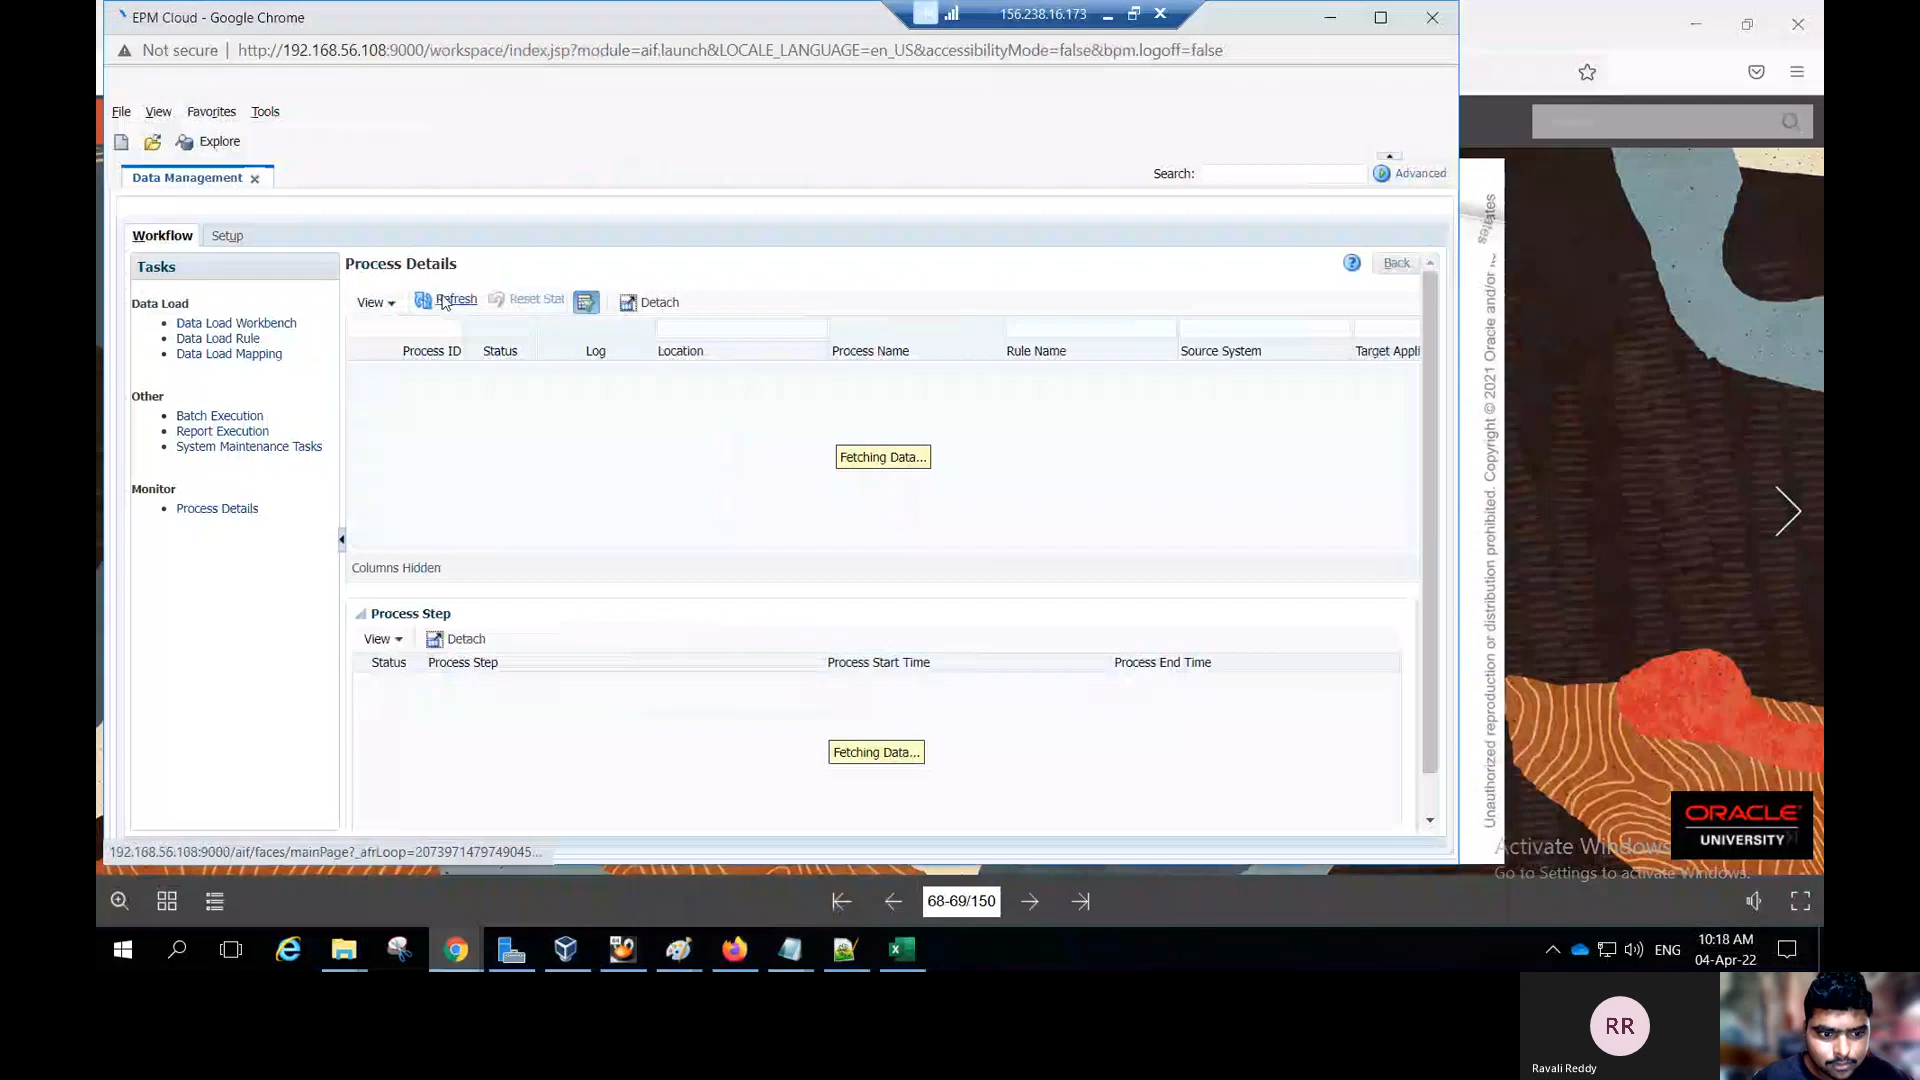 EPM Cloud - Google Chrome
156.238.16.173
Not secure
http://192.168.56.108:9000/workspace/index.jsp?module=aif.launch&LOCALE_LANGUAGE=en_US&accessibilityMode=false&bpm.logoff=false
File View Favorites Tools
Explore
Data Management
Search:
Advanced
Workflow Setup
Tasks
Data Load
Data Load Workbench
Data Load Rule
Data Load Mapping
Other
Batch Execution
Report Execution
System Maintenance Tasks
Monitor
Process Details
Process Details
Back
View Refresh Reset Stat Detach
Process ID Status Log Location Process Name Rule Name Source System Target Appli
Fetching Data...
Columns Hidden
Process Step
View Detach
Status Process Step Process Start Time Process End Time
Fetching Data...
192.168.56.108:9000/aif/faces/mainPage?_afrLoop=2073971479749045...
Unauthorized reproduction or distribution prohibited. Copyright © 2021 Oracle and/or
ORACLE
UNIVERSITY
Activate Windows
Go to Settings to activate Windows.
68-69/150
ENG
10:18 AM
04-Apr-22
RR
Ravali Reddy